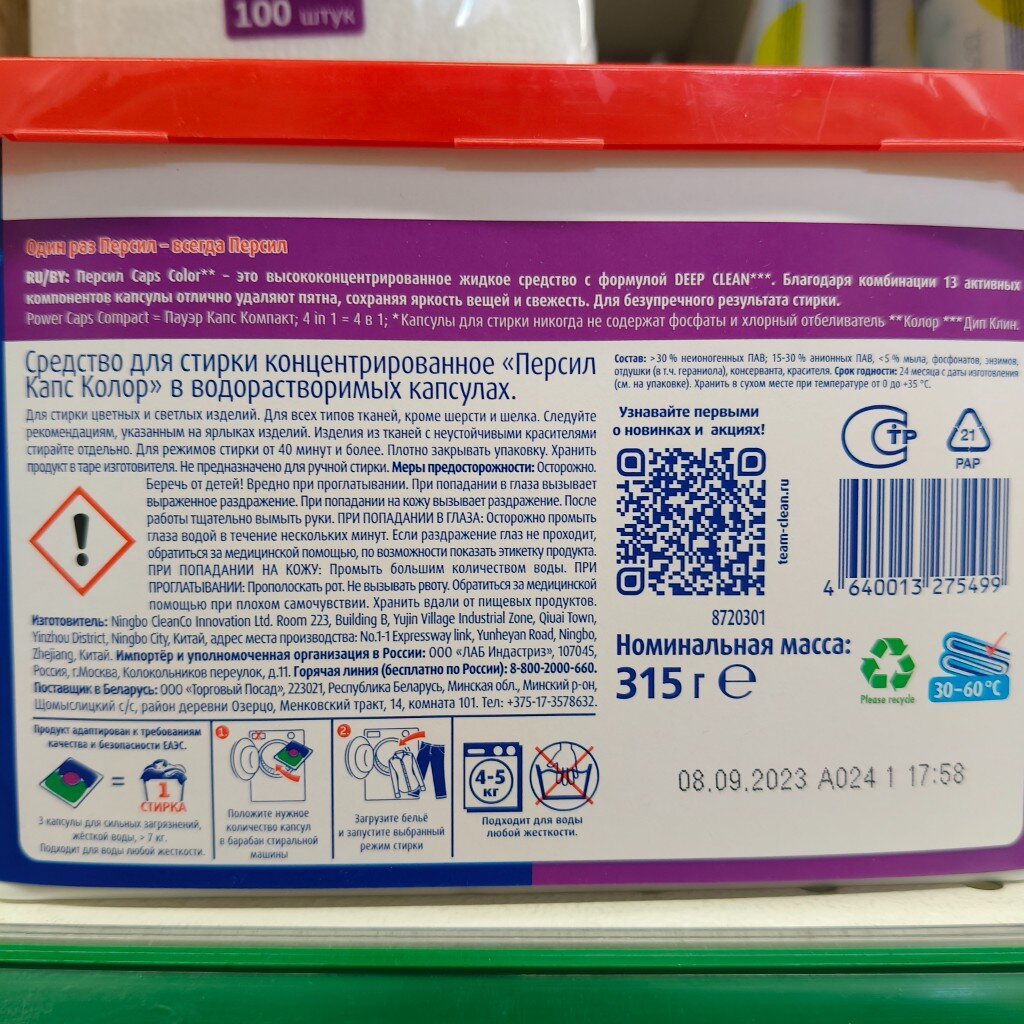 100 штук
Один раз Персил – всегда Персил
RU/BY: Персил Caps Color** – это высококонцентрированное жидкое средство с формулой DEEP CLEAN***. Благодаря комбинации 13 активных
компонентов капсулы отлично удаляют пятна, сохраняя яркость вещей и свежесть. Для безупречного результата стирки.
Power Caps Compact = Пауэр Капс Компакт; 4 in 1 = 4 в 1; *Капсулы для стирки никогда не содержат фосфаты и хлорный отбеливатель **Колор ***Дип Клин.
Средство для стирки концентрированное «Персил
Капс Колор» в водорастворимых капсулах.
Для стирки цветных и светлых изделий. Для всех типов тканей, кроме шерсти и шелка. Следуйте
рекомендациям, указанным на ярлыках изделий. Изделия из тканей с неустойчивыми красителями
стирайте отдельно. Для режимов стирки от 40 минут и более. Плотно закрывать упаковку. Хранить
продукт в таре изготовителя. Не предназначено для ручной стирки. Меры предосторожности: Осторожно.
Беречь от детей! Вредно при проглатывании. При попадании в глаза вызывает
выраженное раздражение. При попадании на кожу вызывает раздражение. После
работы тщательно вымыть руки. ПРИ ПОПАДАНИИ В ГЛАЗА: Осторожно промыть
глаза водой в течение нескольких минут. Если раздражение глаз не проходит,
обратиться за медицинской помощью, по возможности показать этикетку продукта.
ПРИ ПОПАДАНИИ НА КОЖУ: Промыть большим количеством воды. ПРИ
ПРОГЛАТЫВАНИИ: Прополоскать рот. Не вызывать рвоту. Обратиться за медицинской
помощью при плохом самочувствии. Хранить вдали от пищевых продуктов.
Изготовитель: Ningbo CleanCo Innovation Ltd. Room 223, Building B, Yujin Village Industrial Zone, Qiuai Town,
Yinzhou District, Ningbo City, Китай, адрес места производства: No.1-1 Expressway link, Yunheyan Road, Ningbo,
Zhejiang, Китай. Импортёр и уполномоченная организация в России: ООО «ЛАБ Индастриз», 107045,
Россия, г.Москва, Колокольников переулок, д.11. Горячая линия (бесплатно по России): 8-800-2000-660.
Поставщик в Беларусь: ООО «Торговый Посад», 223021, Республика Беларусь, Минская обл., Минский р-он,
Щомыслицкий с/с, район деревни Озерцо, Менковский тракт, 14, комната 101. Тел: +375-17-3578632.
Состав: >30 % неионогенных ПАВ; 15-30 % анионных ПАВ, <5 % мыла, фосфонатов, энзимов,
отдушки (в т.ч. гераниола), консерванта, красителя. Срок годности: 24 месяца с даты изготовления
(см. на упаковке). Хранить в сухом месте при температуре от 0 до +35 °C.
Узнавайте первыми
о новинках и акциях!
team-clean.ru
8720301
СТР
21
PAP
4 640013 275499
Номинальная масса:
315 г ℮
Please recycle
30–60 °C
08.09.2023 A024 1 17:58
Продукт адаптирован к требованиям
качества и безопасности ЕАЭС.
= 1
СТИРКА
3 капсулы для сильных загрязнений,
жёсткой воды, > 7 кг.
Подходит для воды любой жесткости.
1.
Положите нужное
количество капсул
в барабан стиральной
машины
2.
Загрузите бельё
и запустите выбранный
режим стирки
4-5
кг
Подходит для воды
любой жесткости.